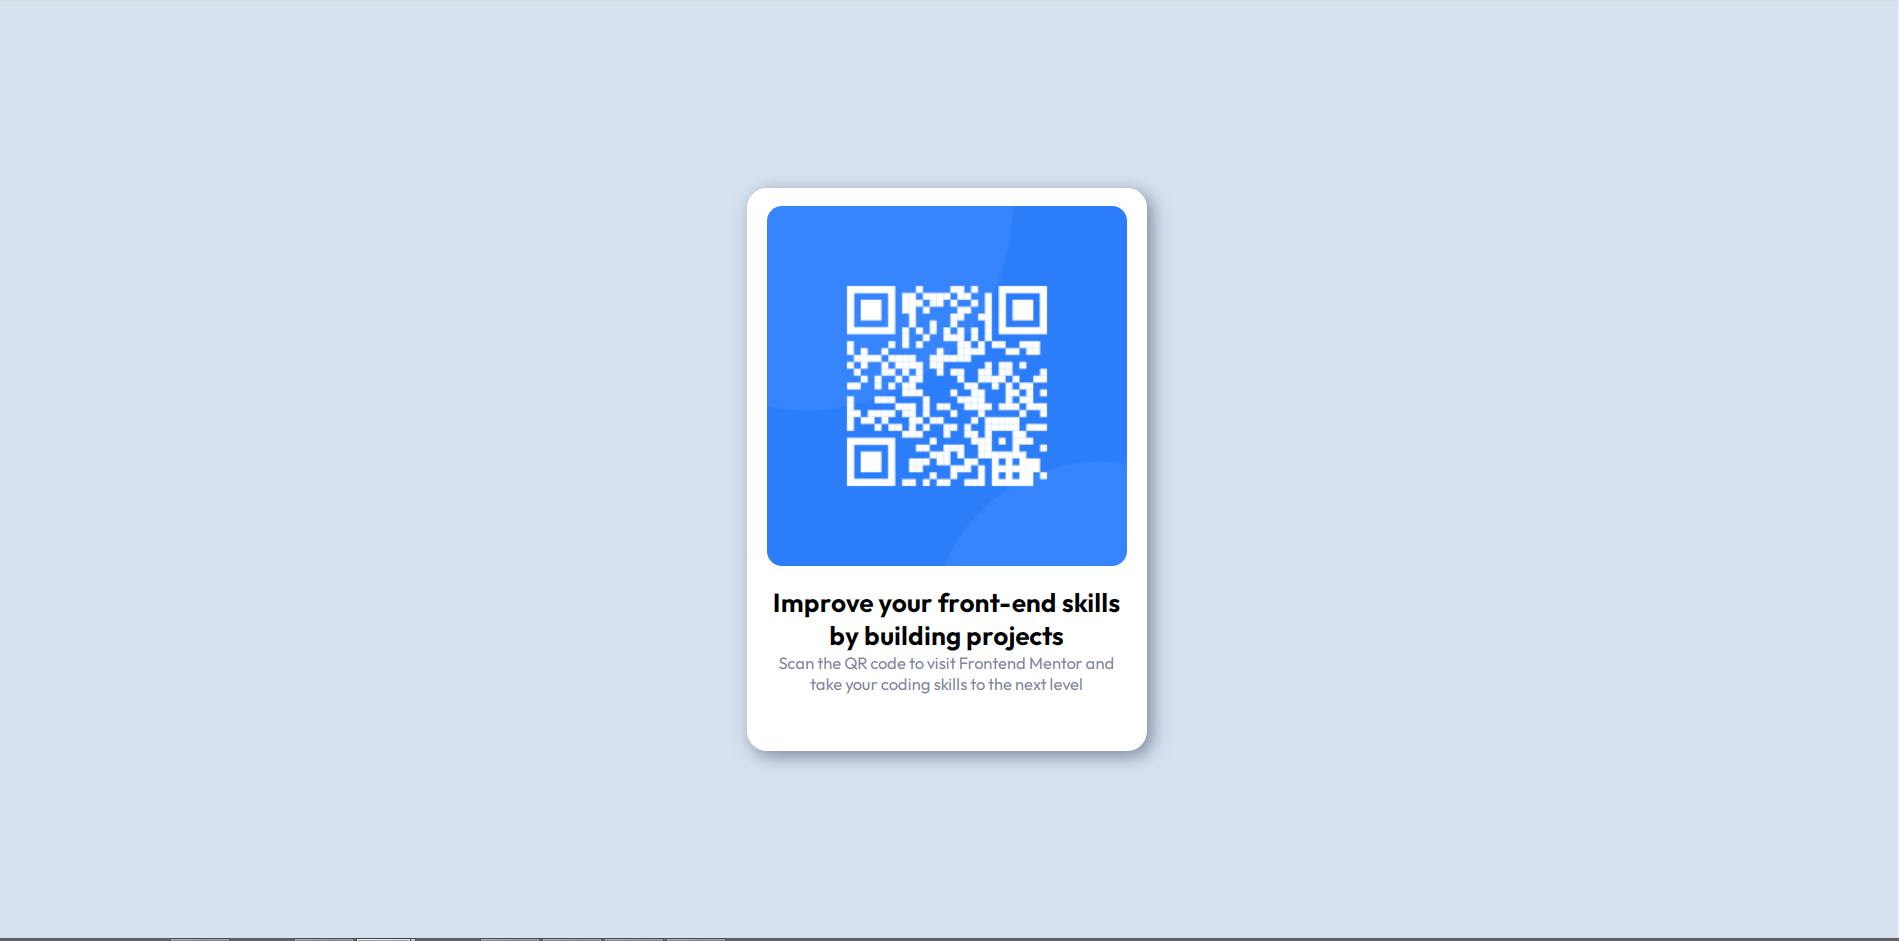 Improve your front-end skills
by building projects
Scan the QR code to visit Frontend Mentor and
take your coding skills to the next level